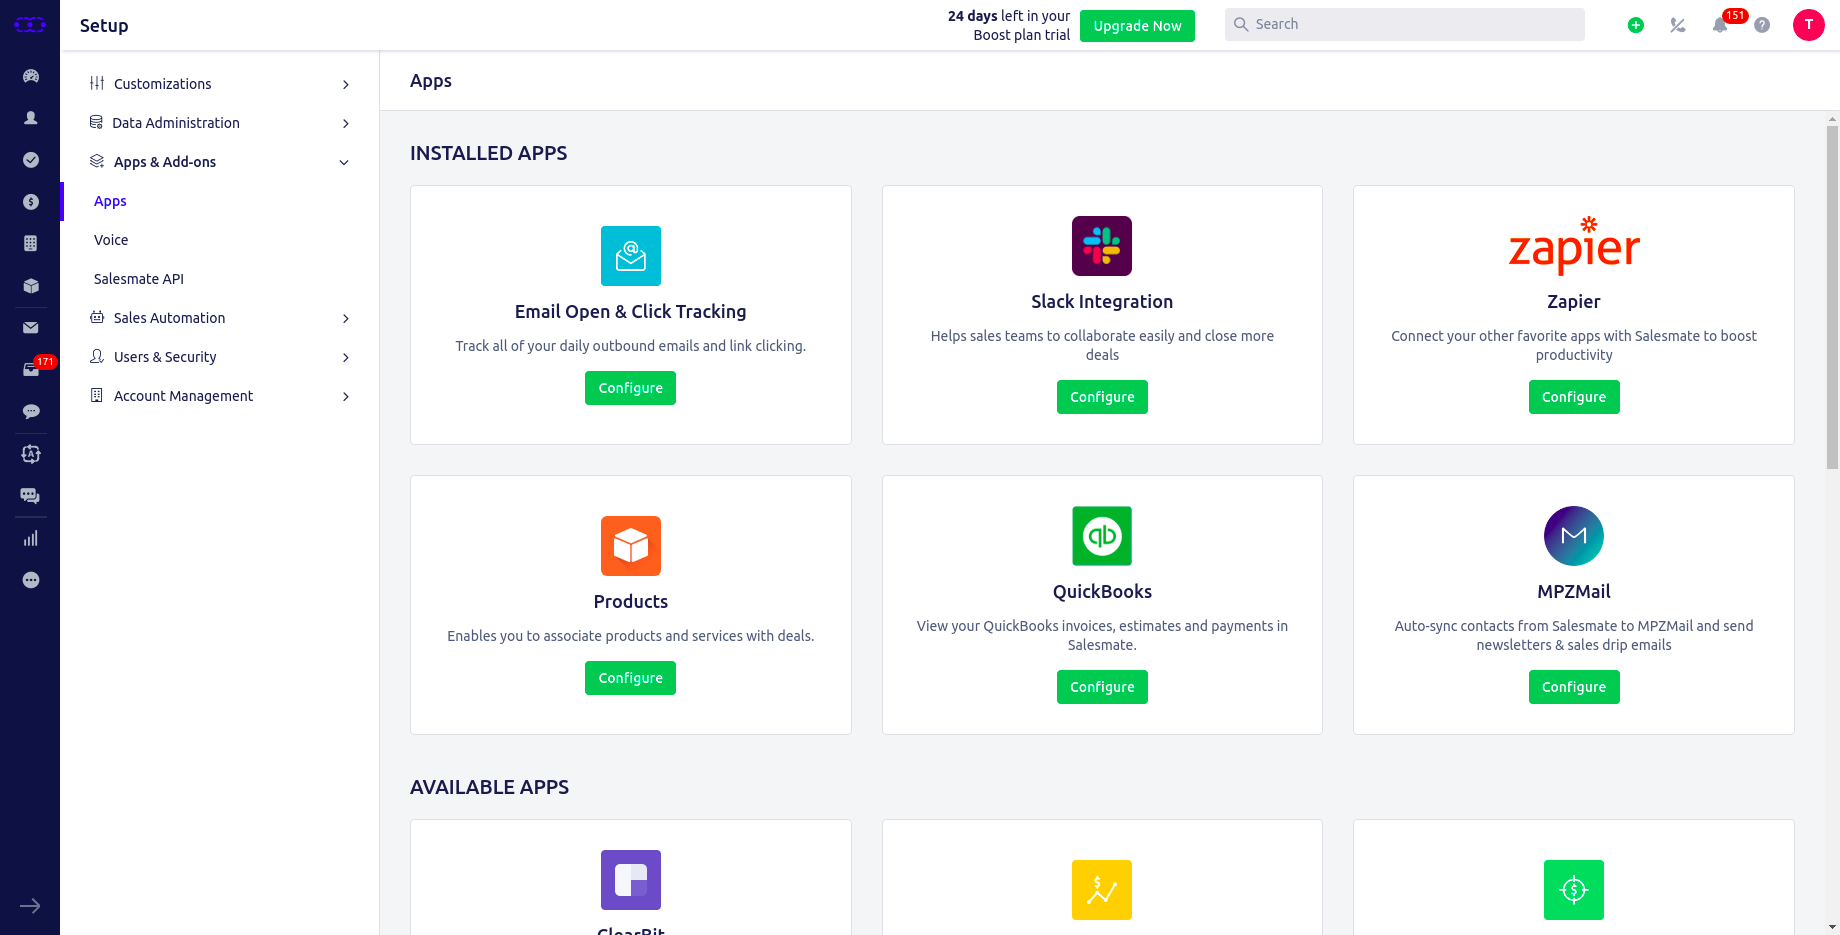 Setup
24 days left in your
Boost plan trial
Upgrade Now
Search
151
T
Customizations
Data Administration
Apps & Add-ons
Apps
Voice
Salesmate API
Sales Automation
Users & Security
Account Management
171
Apps
INSTALLED APPS
Email Open & Click Tracking
Track all of your daily outbound emails and link clicking.
Configure
Slack Integration
Helps sales teams to collaborate easily and close more
deals
Configure
zapier
Zapier
Connect your other favorite apps with Salesmate to boost
productivity
Configure
Products
Enables you to associate products and services with deals.
Configure
qb
QuickBooks
View your QuickBooks invoices, estimates and payments in
Salesmate.
Configure
MPZMail
Auto-sync contacts from Salesmate to MPZMail and send
newsletters & sales drip emails
Configure
AVAILABLE APPS
ClearBit